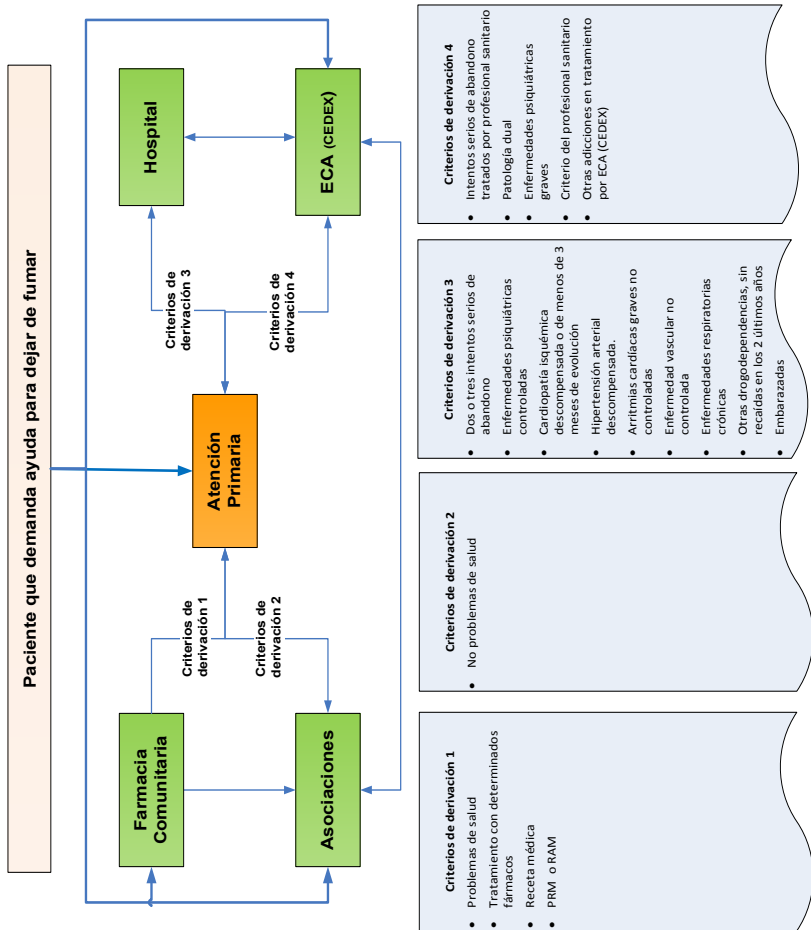 Paciente que demanda ayuda para dejar de fumar
Farmacia
Comunitaria
Asociaciones
Criterios de
derivación 1
Criterios de
derivación 2
Atención
Primaria
Criterios de
derivación 3
Criterios de
derivación 4
Hospital
ECA (CEDEX)
Criterios de derivación 1
• Problemas de salud
• Tratamiento con determinados
fármacos
• Receta médica
• PRM o RAM
Criterios de derivación 2
• No problemas de salud
Criterios de derivación 3
• Dos o tres intentos serios de
abandono
• Enfermedades psiquiátricas
controladas
• Cardiopatía isquémica
descompensada o de menos de 3
meses de evolución
• Hipertensión arterial
descompensada.
• Arritmias cardíacas graves no
controladas
• Enfermedad vascular no
controlada
• Enfermedades respiratorias
crónicas
• Otras drogodependencias, sin
recaídas en los 2 últimos años
• Embarazadas
Criterios de derivación 4
• Intentos serios de abandono
tratados por profesional sanitario
• Patología dual
• Enfermedades psiquiátricas
graves
• Criterio del profesional sanitario
• Otras adicciones en tratamiento
por ECA (CEDEX)